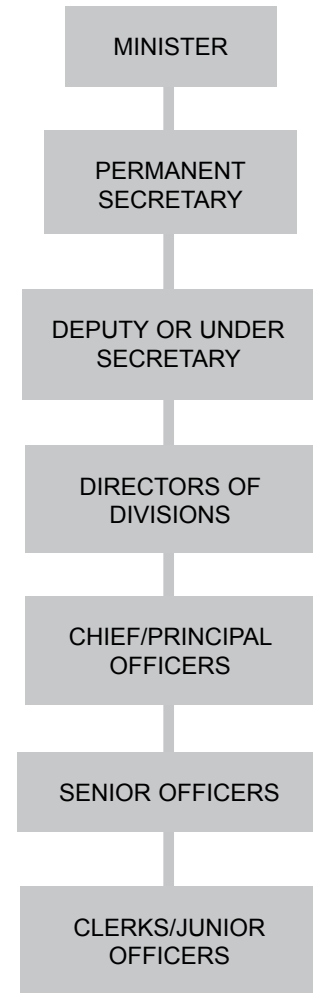 MINISTER
PERMANENT
SECRETARY
DEPUTY OR UNDER
SECRETARY
DIRECTORS OF
DIVISIONS
CHIEF/PRINCIPAL
OFFICERS
SENIOR OFFICERS
CLERKS/JUNIOR
OFFICERS